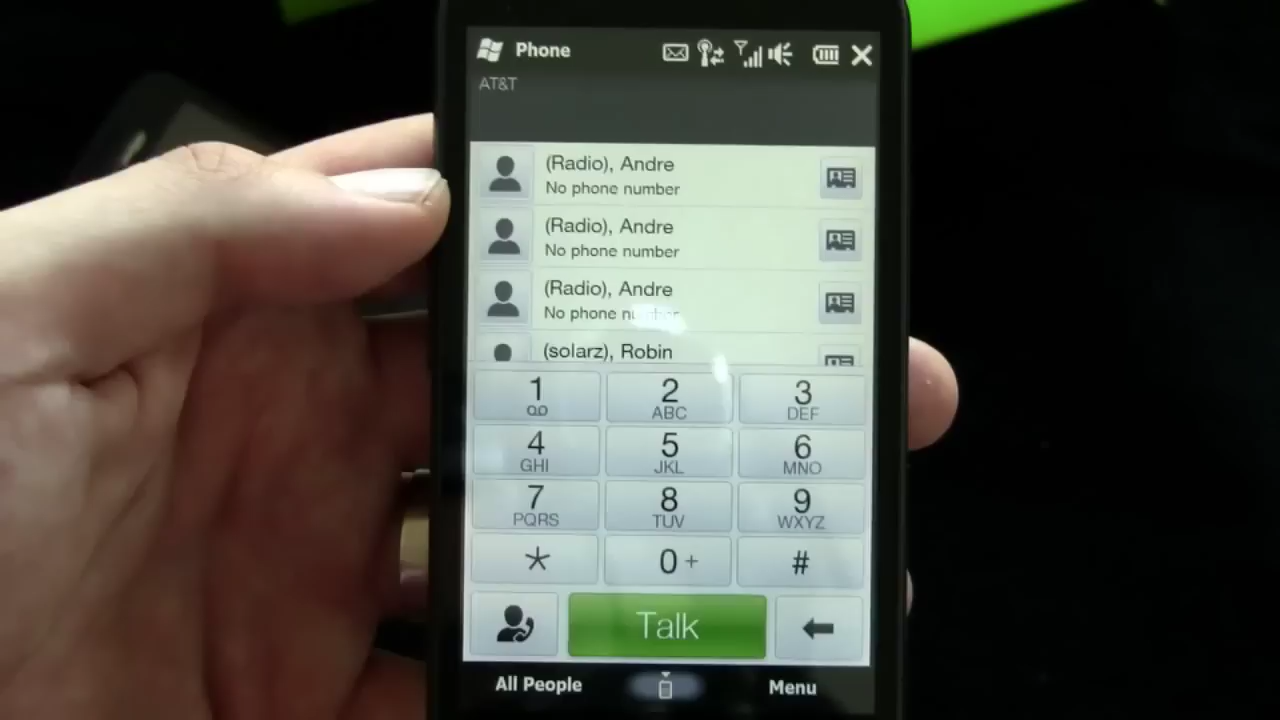 Phone
AT&T
(Radio), Andre
No phone number
(Radio), Andre
No phone number
(Radio), Andre
No phone number
(solarz), Robin
1 2 3
ABC DEF
4 5 6
GHI JKL MNO
7 8 9
PQRS TUV WXYZ
* 0+ #
Talk
All People Menu